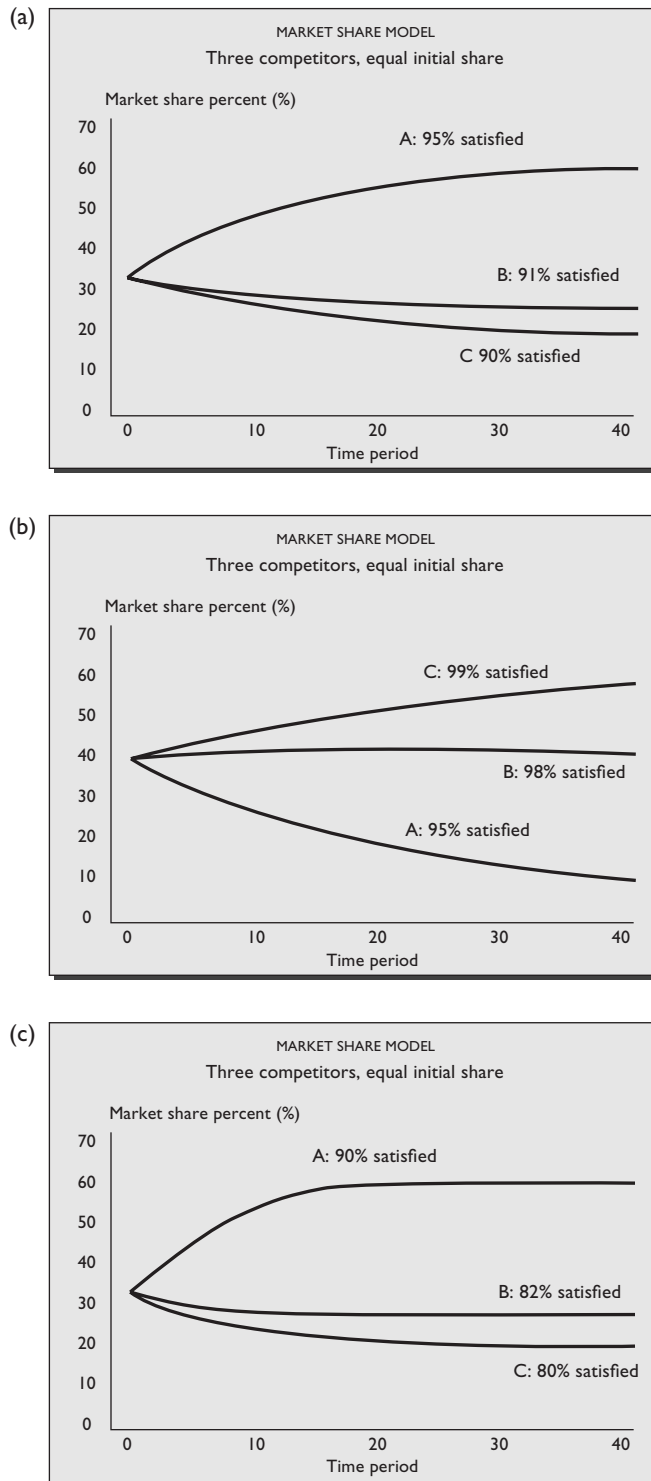 (a)
MARKET SHARE MODEL
Three competitors, equal initial share
Market share percent (%)
70
A: 95% satisfied
60
50
40
30
B: 91% satisfied
20
C 90% satisfied
10
0
0 10 20 30 40
Time period
(b)
MARKET SHARE MODEL
Three competitors, equal initial share
Market share percent (%)
70
60
C: 99% satisfied
50
40
B: 98% satisfied
30
20
A: 95% satisfied
10
0
0 10 20 30 40
Time period
(c)
MARKET SHARE MODEL
Three competitors, equal initial share
Market share percent (%)
70
A: 90% satisfied
60
50
40
30
B: 82% satisfied
20
C: 80% satisfied
10
0
0 10 20 30 40
Time period